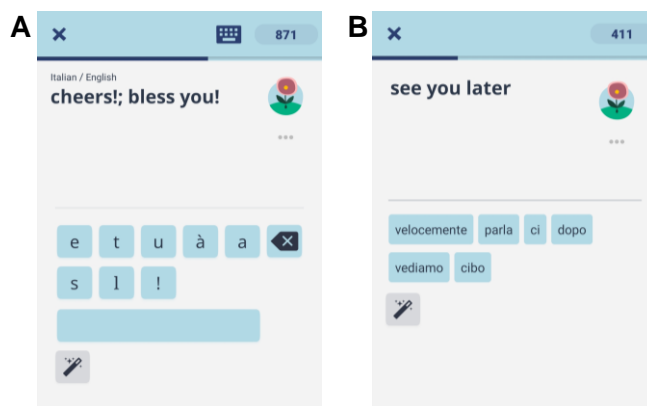 A
871
Italian / English
cheers!; bless you!
e t u à a
s l !
B
411
see you later
velocemente parla ci dopo
vediamo cibo